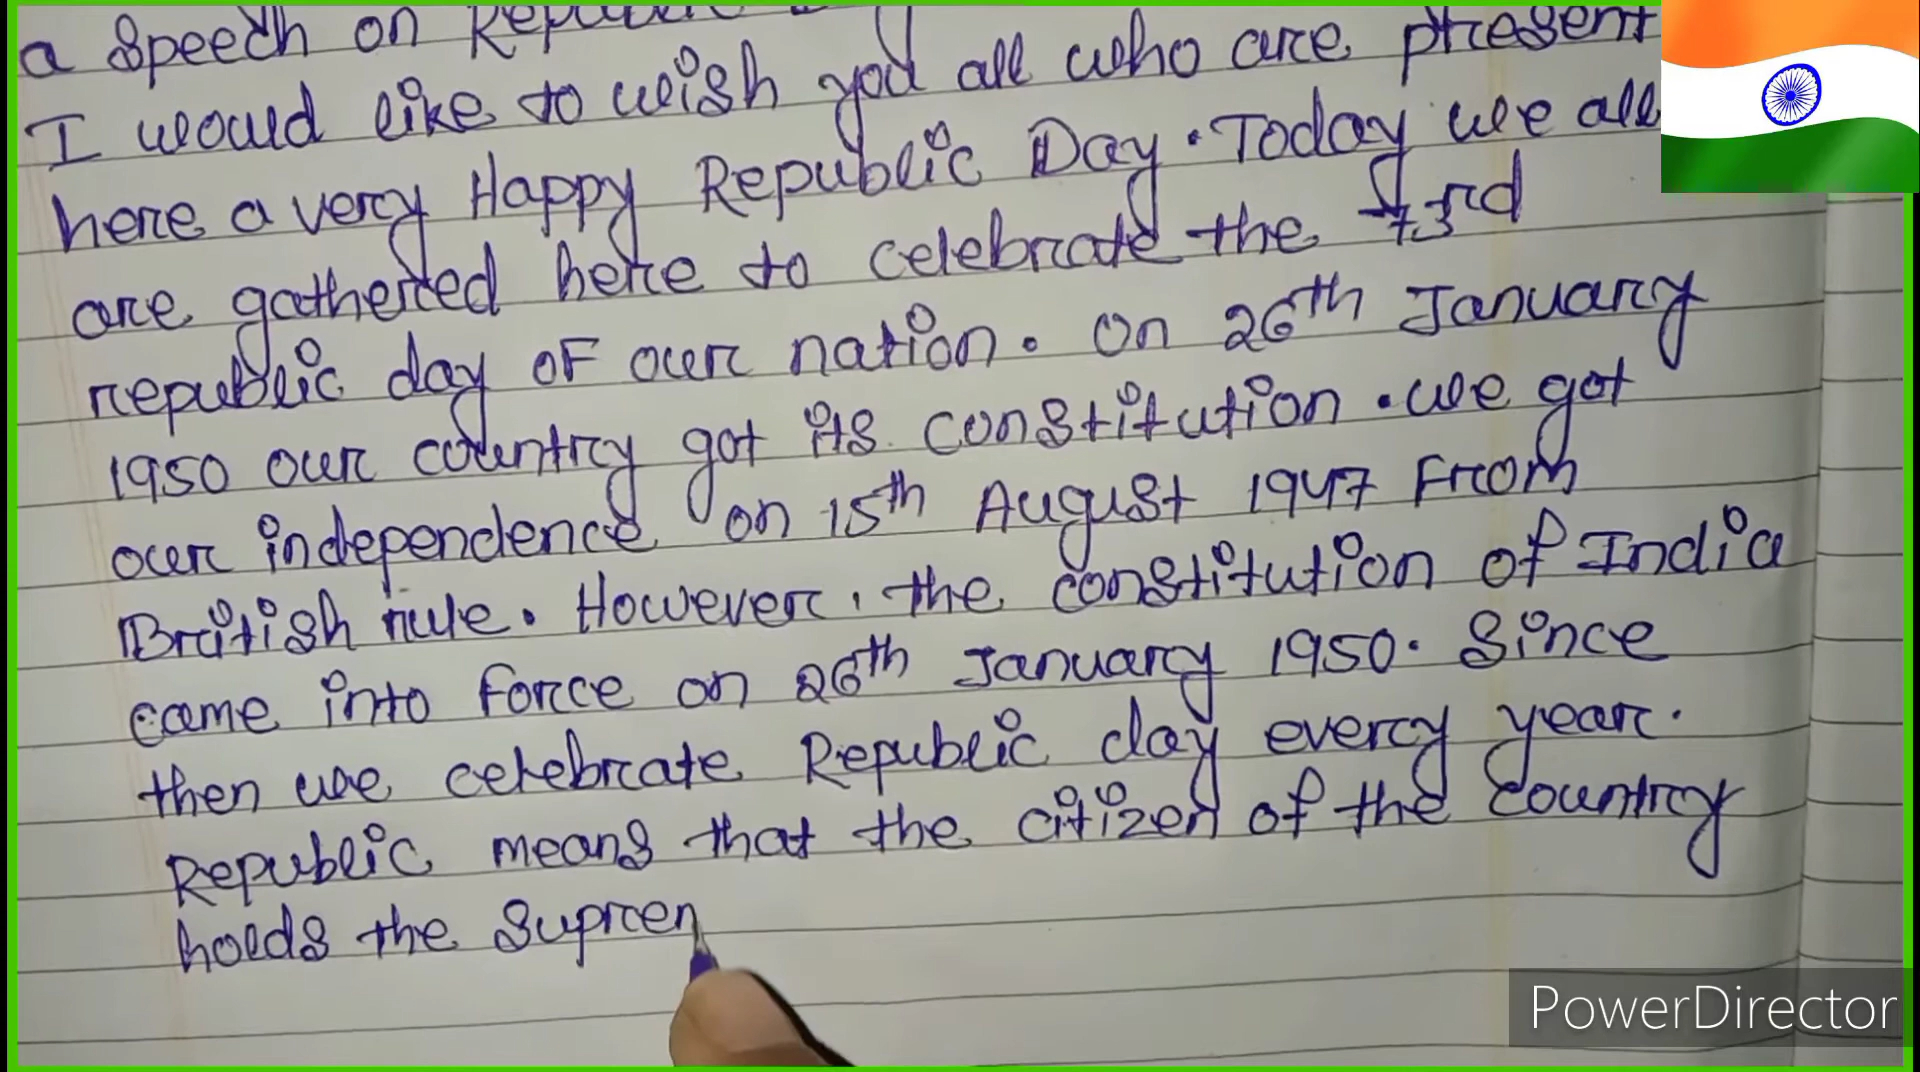 a speech on Republic Day
I would like to wish you all who are present
here a very Happy Republic Day. Today we all
are gathered here to celebrate the 73rd
republic day of our nation. On 26th January
1950 our country got its constitution. we got
our independence on 15th August 1947 From
British rule. However, the constitution of India
came into force on 26th January 1950. Since
then we celebrate Republic day every year.
Republic means that the citizen of the country
holds the suprem
PowerDirector